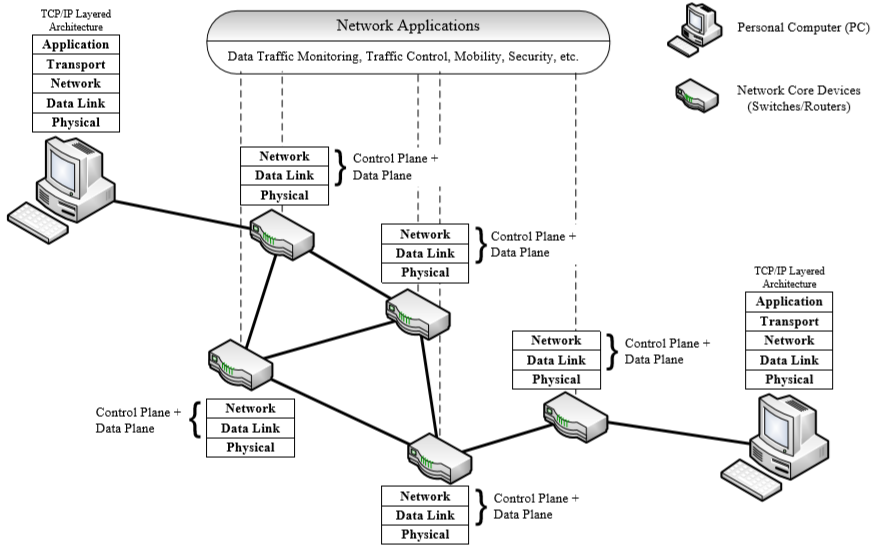 TCP/IP Layered
Architecture
Application
Transport
Network
Data Link
Physical
Network Applications
Data Traffic Monitoring, Traffic Control, Mobility, Security, etc.
Personal Computer (PC)
Network Core Devices
(Switches/Routers)
Network
Data Link
Physical
Control Plane +
Data Plane
Network
Data Link
Physical
Control Plane +
Data Plane
TCP/IP Layered
Architecture
Application
Transport
Network
Data Link
Physical
Network
Data Link
Physical
Control Plane +
Data Plane
Control Plane +
Data Plane
Network
Data Link
Physical
Network
Data Link
Physical
Control Plane +
Data Plane